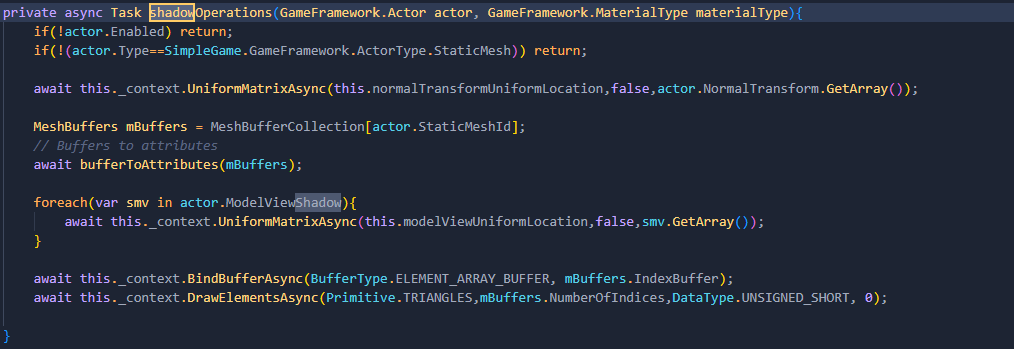 private async Task shadowOperations(GameFramework.Actor actor, GameFramework.MaterialType materialType){
if(!actor.Enabled) return;
if(!(actor.Type==SimpleGame.GameFramework.ActorType.StaticMesh)) return;
await this._context.UniformMatrixAsync(this.normalTransformUniformLocation,false,actor.NormalTransform.GetArray());
MeshBuffers mBuffers = MeshBufferCollection[actor.StaticMeshId];
// Buffers to attributes
await bufferToAttributes(mBuffers);
foreach(var smv in actor.ModelViewShadow){
await this._context.UniformMatrixAsync(this.modelViewUniformLocation,false,smv.GetArray());
}
await this._context.BindBufferAsync(BufferType.ELEMENT_ARRAY_BUFFER, mBuffers.IndexBuffer);
await this._context.DrawElementsAsync(Primitive.TRIANGLES,mBuffers.NumberOfIndices,DataType.UNSIGNED_SHORT, 0);
}